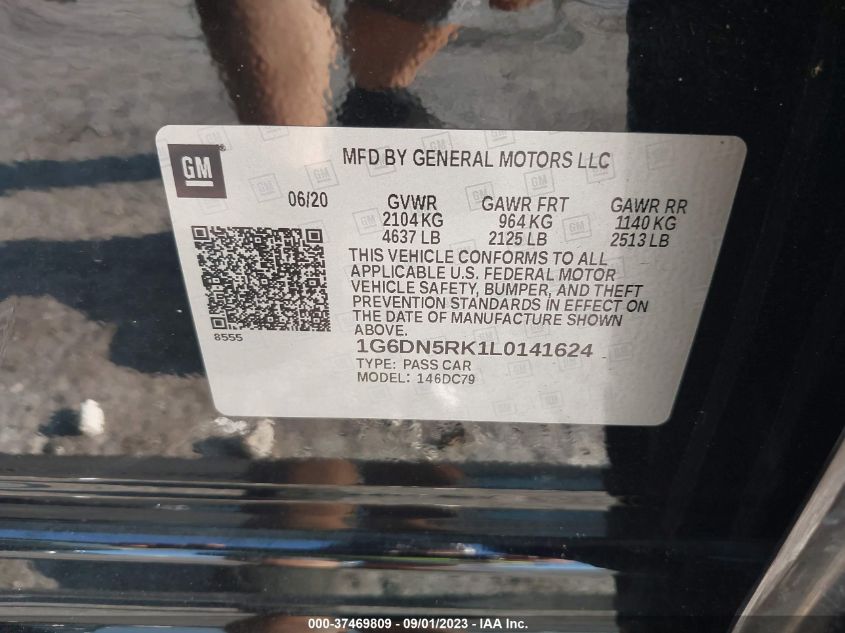 GM
MFD BY GENERAL MOTORS LLC
06/20
GVWR GAWR FRT GAWR RR
2104 KG 964 KG 1140 KG
4637 LB 2125 LB 2513 LB
THIS VEHICLE CONFORMS TO ALL
APPLICABLE U.S. FEDERAL MOTOR
VEHICLE SAFETY, BUMPER, AND THEFT
PREVENTION STANDARDS IN EFFECT ON
THE DATE OF MANUFACTURE SHOWN
ABOVE.
8555
1G6DN5RK1L0141624
TYPE: PASS CAR
MODEL: 146DC79
000-37469809 - 09/01/2023 - IAA Inc.